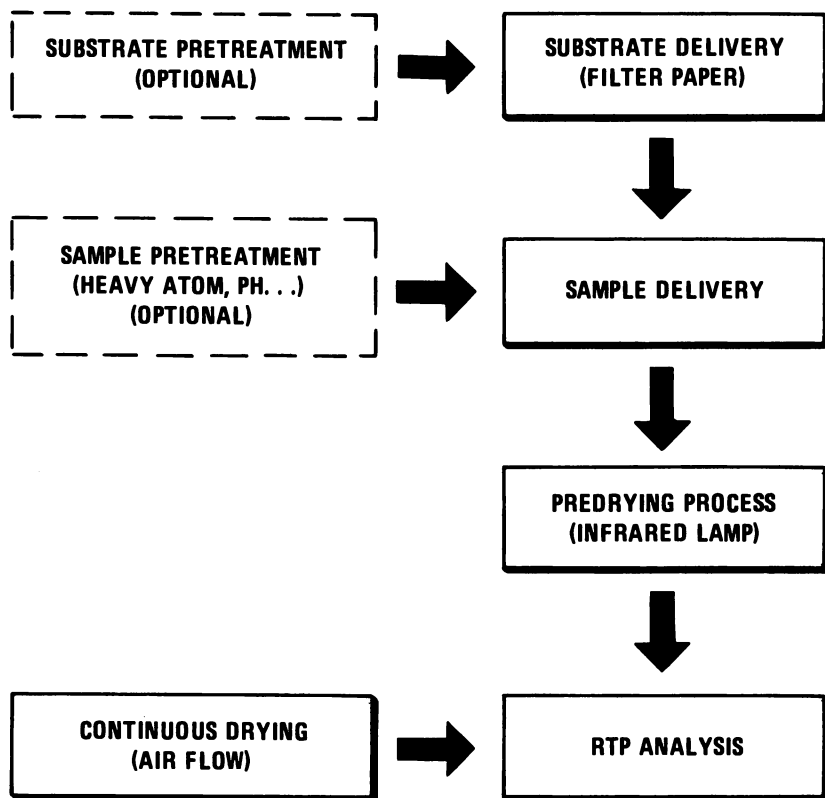 SUBSTRATE PRETREATMENT
(OPTIONAL)
SUBSTRATE DELIVERY
(FILTER PAPER)
SAMPLE PRETREATMENT
(HEAVY ATOM, PH. . .)
(OPTIONAL)
SAMPLE DELIVERY
PREDRYING PROCESS
(INFRARED LAMP)
CONTINUOUS DRYING
(AIR FLOW)
RTP ANALYSIS